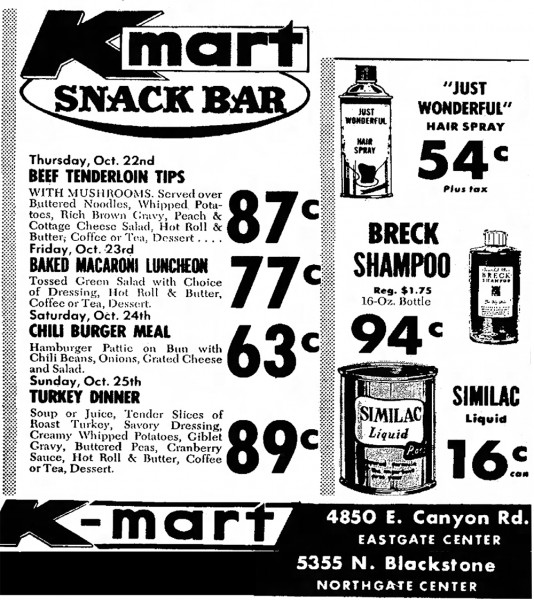 K mart
SNACK BAR
Thursday, Oct. 22nd
BEEF TENDERLOIN TIPS
WITH MUSHROOMS. Served over
Buttered Noodles, Whipped Pota-
toes, Rich Brown Gravy, Peach &
Cottage Cheese Salad, Hot Roll &
Butter, Coffee or Tea, Dessert . . . .
87c
Friday, Oct. 23rd
BAKED MACARONI LUNCHEON
Tossed Green Salad with Choice
of Dressing, Hot Roll & Butter,
Coffee or Tea, Dessert.
77c
Saturday, Oct. 24th
CHILI BURGER MEAL
Hamburger Pattie on Bun with
Chili Beans, Onions, Grated Cheese
and Salad.
63c
Sunday, Oct. 25th
TURKEY DINNER
Soup or Juice, Tender Slices of
Roast Turkey, Savory Dressing,
Creamy Whipped Potatoes, Giblet
Gravy, Buttered Peas, Cranberry
Sauce, Hot Roll & Butter, Coffee
or Tea, Dessert.
89c
JUST
WONDERFUL
HAIR
SPRAY
"JUST
WONDERFUL"
HAIR SPRAY
54c
Plus tax
BRECK
SHAMPOO
Reg. $1.75
16-Oz. Bottle
94c
BRECK
SHAMPOO
SIMILAC
Liquid
SIMILAC
Liquid
16c
can
K-mart
4850 E. Canyon Rd.
EASTGATE CENTER
5355 N. Blackstone
NORTHGATE CENTER